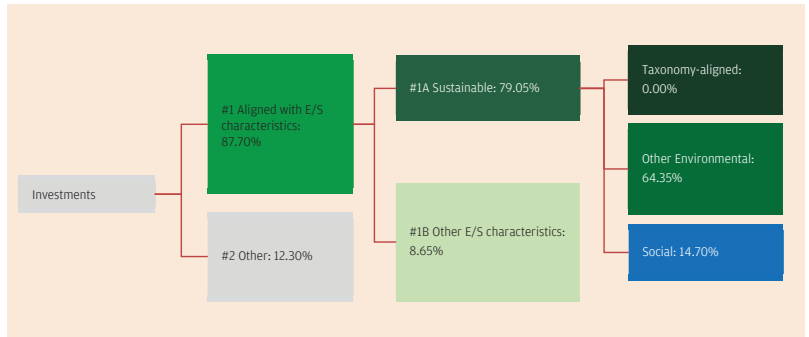 Investments
#1 Aligned with E/S
characteristics:
87.70%
#2 Other: 12.30%
#1A Sustainable: 79.05%
#1B Other E/S characteristics:
8.65%
Taxonomy-aligned:
0.00%
Other Environmental:
64.35%
Social: 14.70%